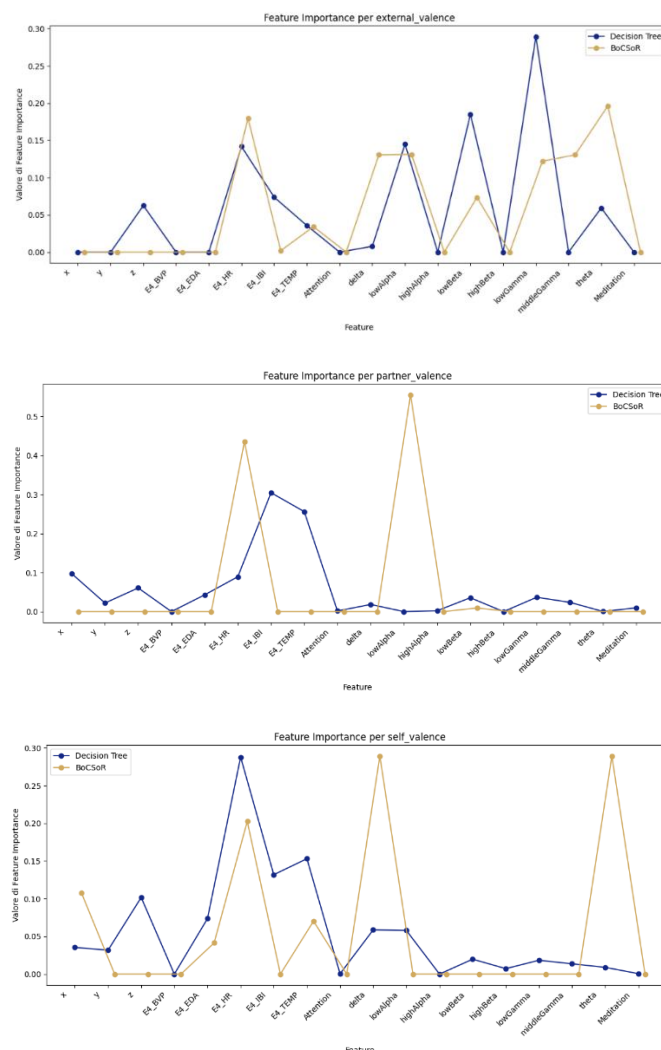 Feature Importance per external_valence
Decision Tree
BoCSoR
Valore di Feature Importance
0.30
0.25
0.20
0.15
0.10
0.05
0.00
x
y
z
E4_BVP
E4_EDA
E4_HR
E4_IBI
E4_TEMP
Attention
delta
lowAlpha
highAlpha
lowBeta
highBeta
lowGamma
middleGamma
theta
Meditation
Feature
Feature Importance per partner_valence
Decision Tree
BoCSoR
Valore di Feature Importance
0.5
0.4
0.3
0.2
0.1
0.0
x
y
z
E4_BVP
E4_EDA
E4_HR
E4_IBI
E4_TEMP
Attention
delta
lowAlpha
highAlpha
lowBeta
highBeta
lowGamma
middleGamma
theta
Meditation
Feature
Feature Importance per self_valence
Decision Tree
BoCSoR
Valore di Feature Importance
0.30
0.25
0.20
0.15
0.10
0.05
0.00
x
y
z
E4_BVP
E4_EDA
E4_HR
E4_IBI
E4_TEMP
Attention
delta
lowAlpha
highAlpha
lowBeta
highBeta
lowGamma
middleGamma
theta
Meditation
Feature